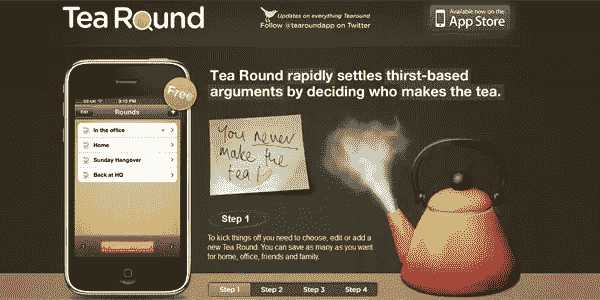 Tea Round
Updates on everything Tearound
Follow @tearoundapp on Twitter
Available now on the
App Store
9:15 PM
Free
Edit
Rounds
+
In the office
Home
Sunday Hangover
Back at HQ
Tea Round rapidly settles thirst-based
arguments by deciding who makes the tea.
You never
make the
tea!
Step 1
To kick things off you need to choose, edit or add a
new Tea Round. You can save as many as you want
for home, office, friends and family.
Step 1
Step 2
Step 3
Step 4